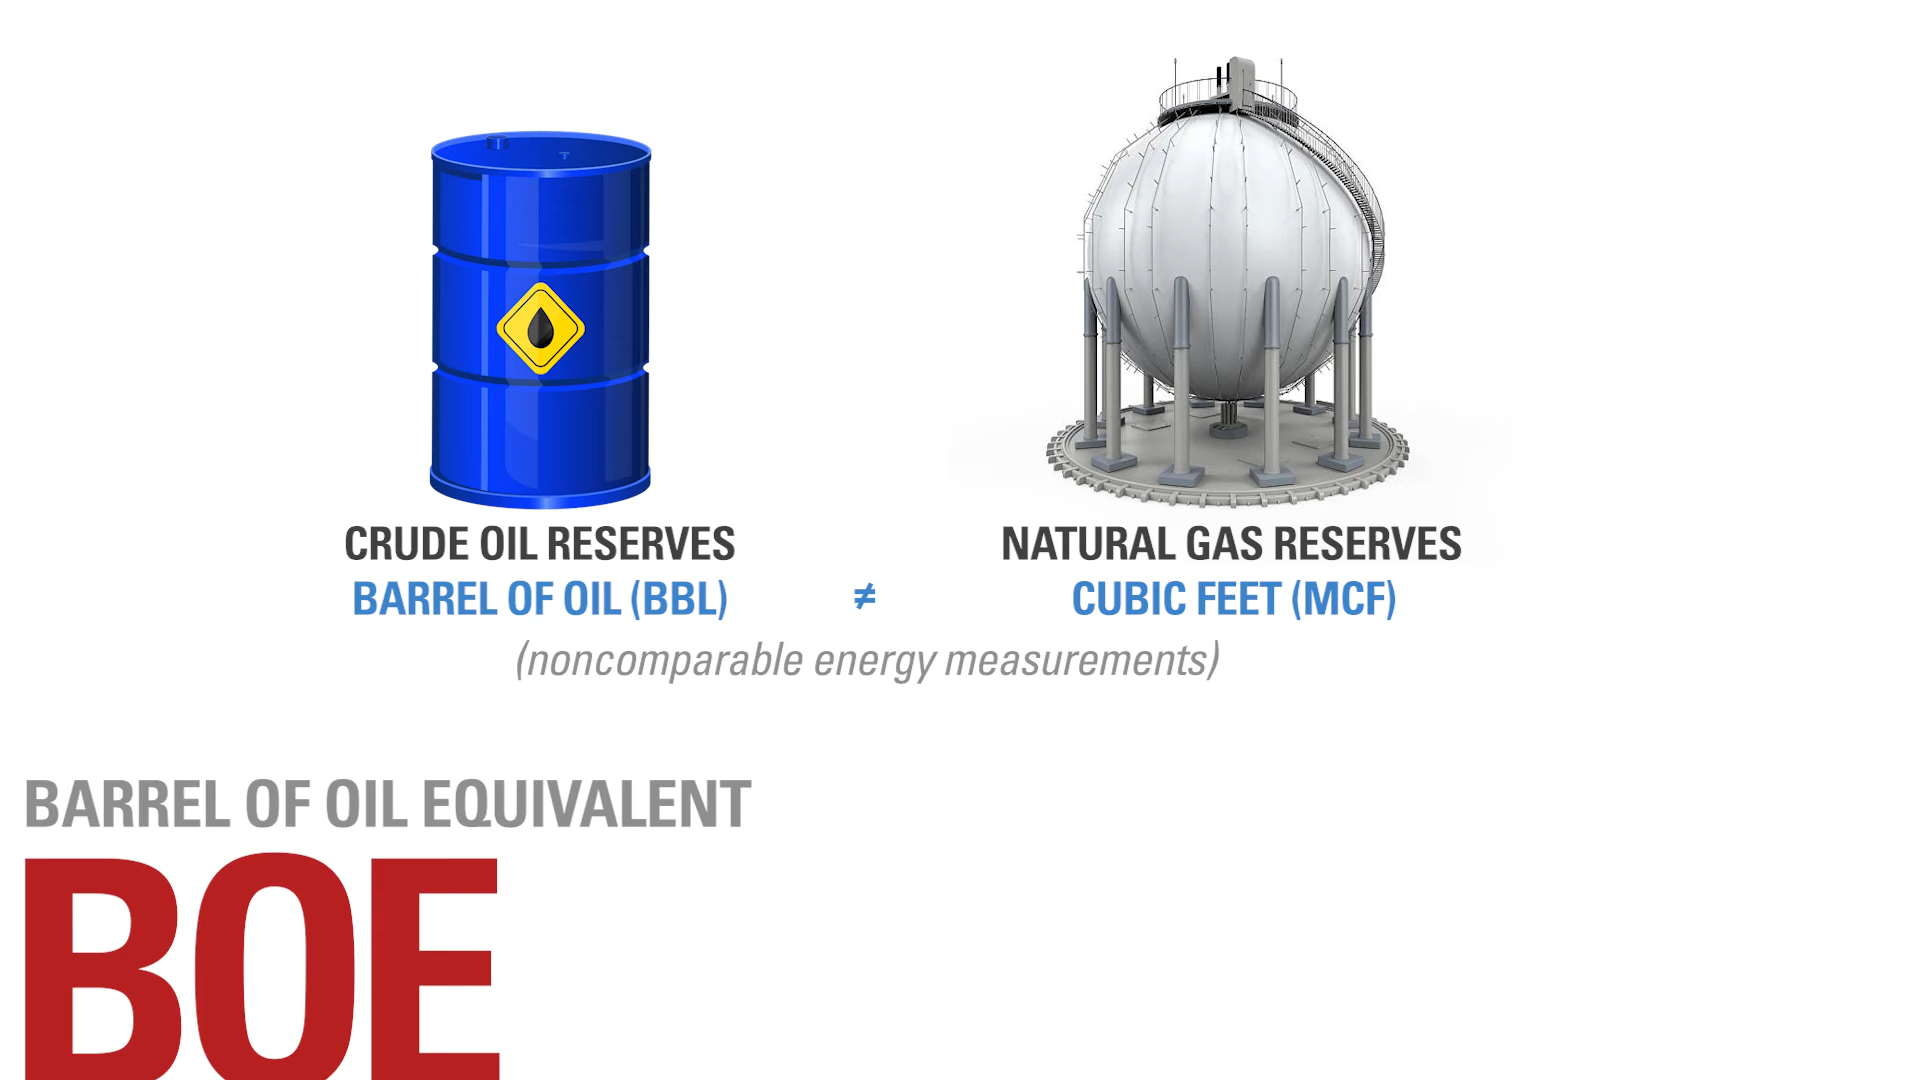 CRUDE OIL RESERVES
BARREL OF OIL (BBL)
≠
NATURAL GAS RESERVES
CUBIC FEET (MCF)
(noncomparable energy measurements)
BARREL OF OIL EQUIVALENT
BOE